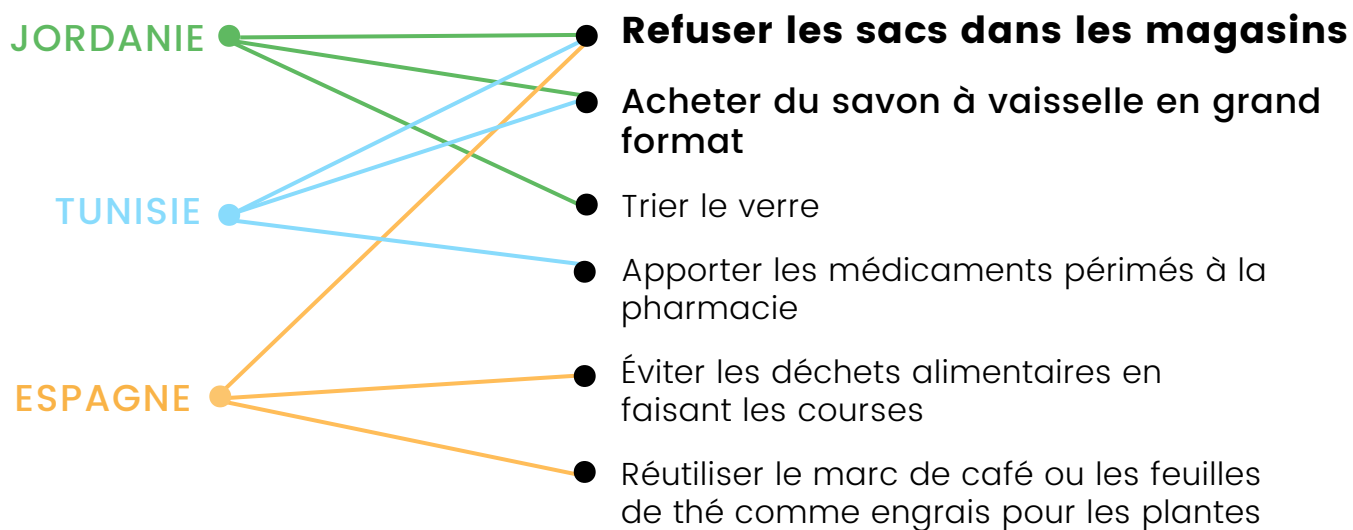 JORDANIE
Refuser les sacs dans les magasins
Acheter du savon à vaisselle en grand
format
Trier le verre
TUNISIE
Apporter les médicaments périmés à la
pharmacie
Éviter les déchets alimentaires en
faisant les courses
ESPAGNE
Réutiliser le marc de café ou les feuilles
de thé comme engrais pour les plantes